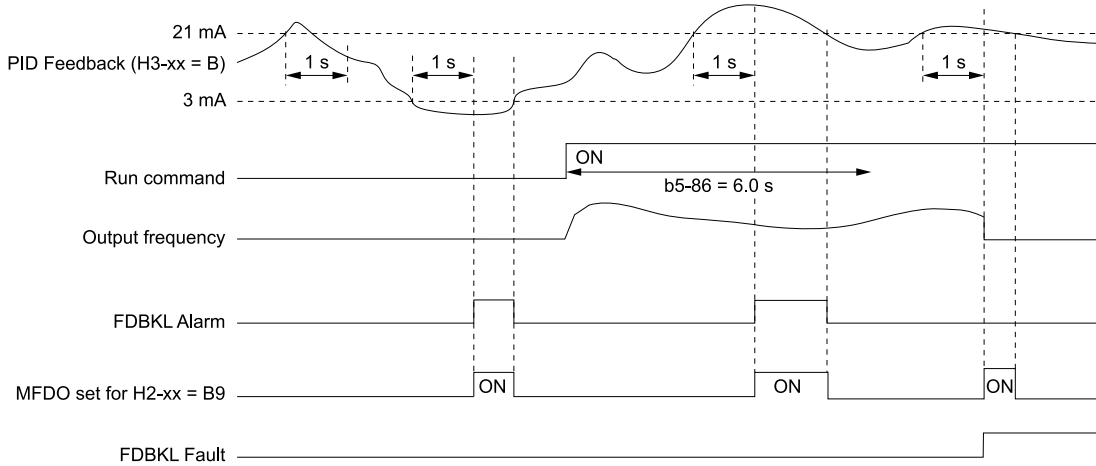 21 mA
PID Feedback (H3-xx = B)
1 s
1 s
1 s
1 s
3 mA
ON
Run command
b5-86 = 6.0 s
Output frequency
FDBKL Alarm
MFDO set for H2-xx = B9
ON
ON
ON
FDBKL Fault